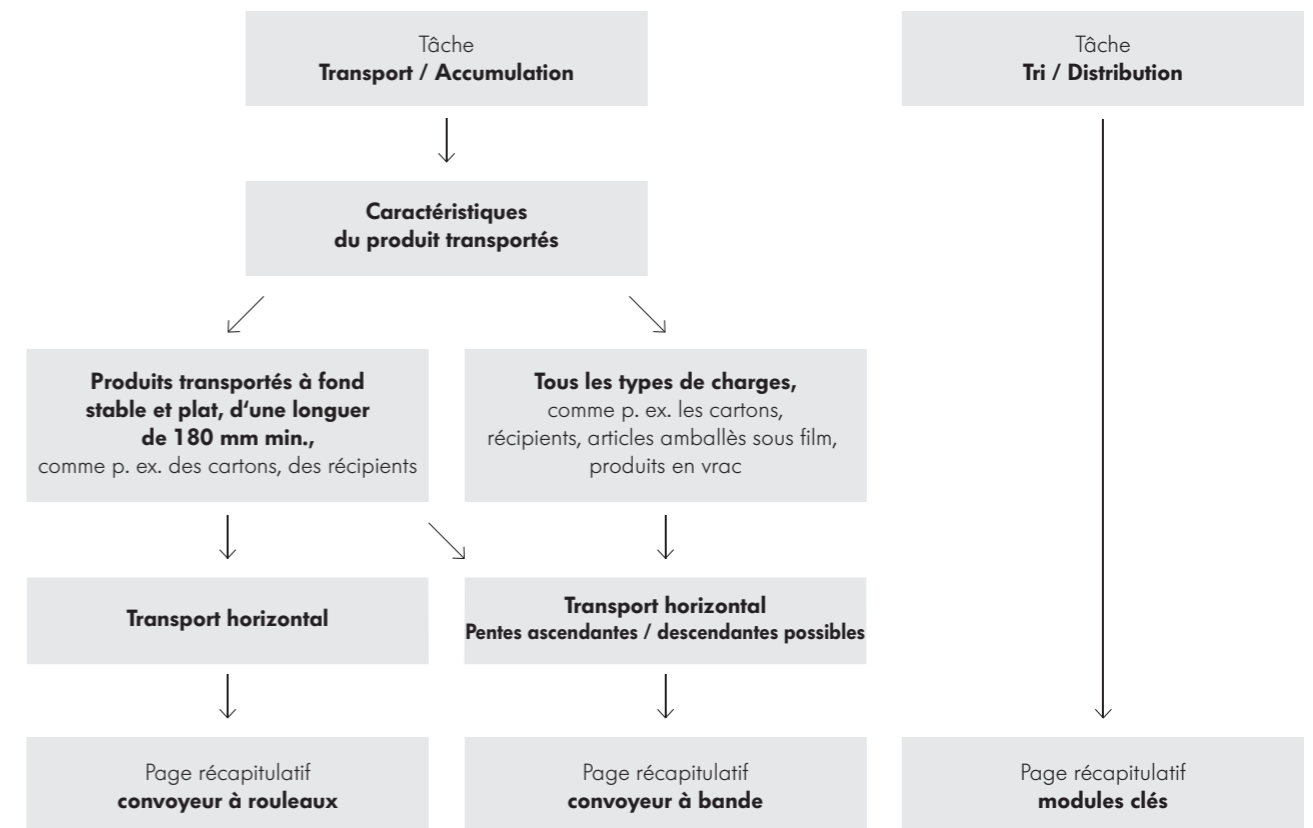 Tâche
Transport / Accumulation
Tâche
Tri / Distribution
Caractéristiques
du produit transportés
Produits transportés à fond
stable et plat, d‘une longuer
de 180 mm min.,
comme p. ex. des cartons, des récipients
Tous les types de charges,
comme p. ex. les cartons,
récipients, articles amballès sous film,
produits en vrac
Transport horizontal
Transport horizontal
Pentes ascendantes / descendantes possibles
Page récapitulatif
convoyeur à rouleaux
Page récapitulatif
convoyeur à bande
Page récapitulatif
modules clés